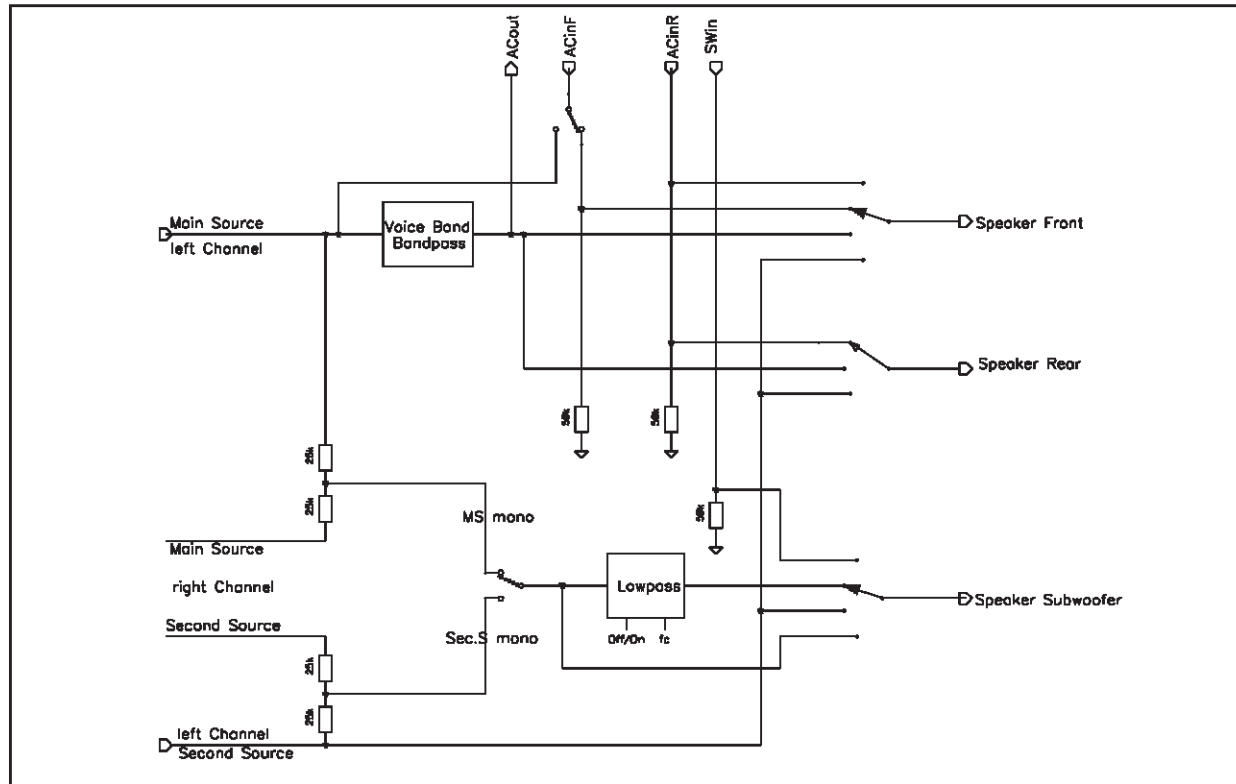 ACout
ACinF
ACinR
SWin
Main Source
left Channel
Voice Band
Bandpass
Speaker Front
Speaker Rear
50k
50k
25k
25k
50k
MS mono
Main Source
right Channel
Lowpass
Speaker Subwoofer
Second Source
Off/On
fc
Sec.S mono
25k
25k
left Channel
Second Source